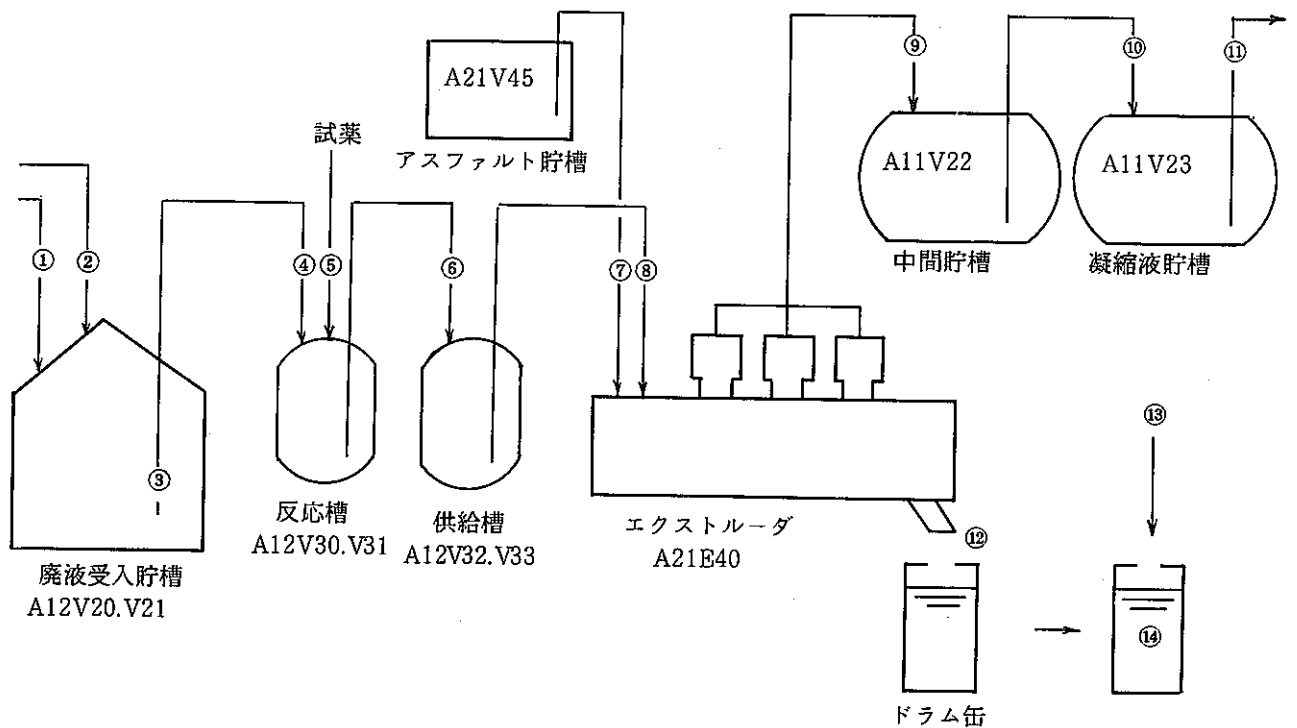 ⑨
⑩
⑪
A21V45
試薬
アスファルト貯槽
A11V22
A11V23
①
②
④
⑤
⑥
⑦
⑧
中間貯槽
凝縮液貯槽
⑬
③
反応槽
A12V30.V31
供給槽
A12V32.V33
エクストルーダ
A21E40
⑫
廃液受入貯槽
A12V20.V21
⑭
ドラム缶